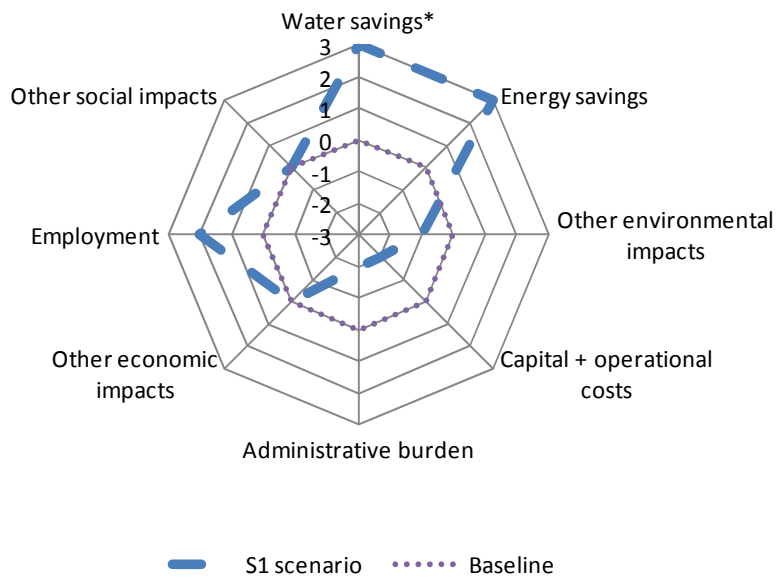 Water savings*
3
2
1
0
-1
-2
-3
Energy savings
Other environmental
impacts
Capital + operational
costs
Administrative burden
Other economic
impacts
Employment
Other social impacts
S1 scenario
Baseline